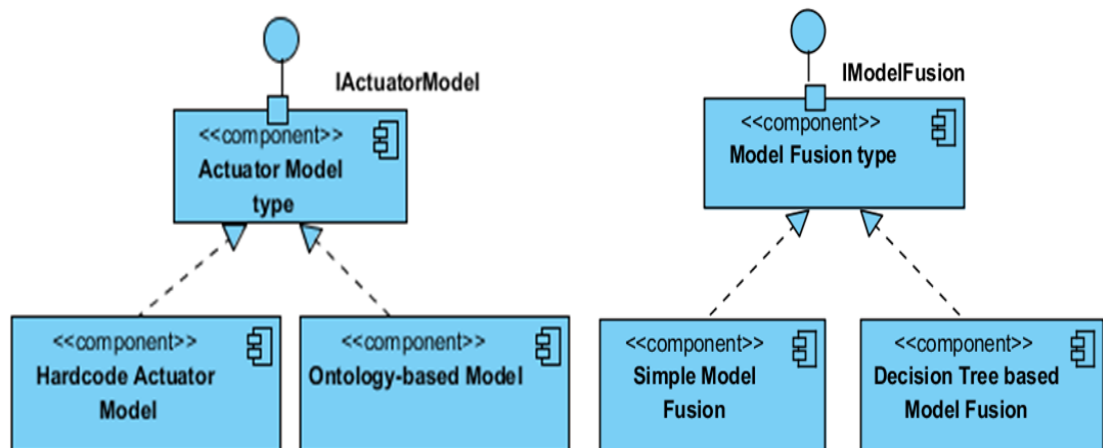 IActuatorModel
<<component>>
Actuator Model
type
IModelFusion
<<component>>
Model Fusion type
<<component>>
Hardcode Actuator
Model
<<component>>
Ontology-based Model
<<component>>
Simple Model
Fusion
<<component>>
Decision Tree based
Model Fusion